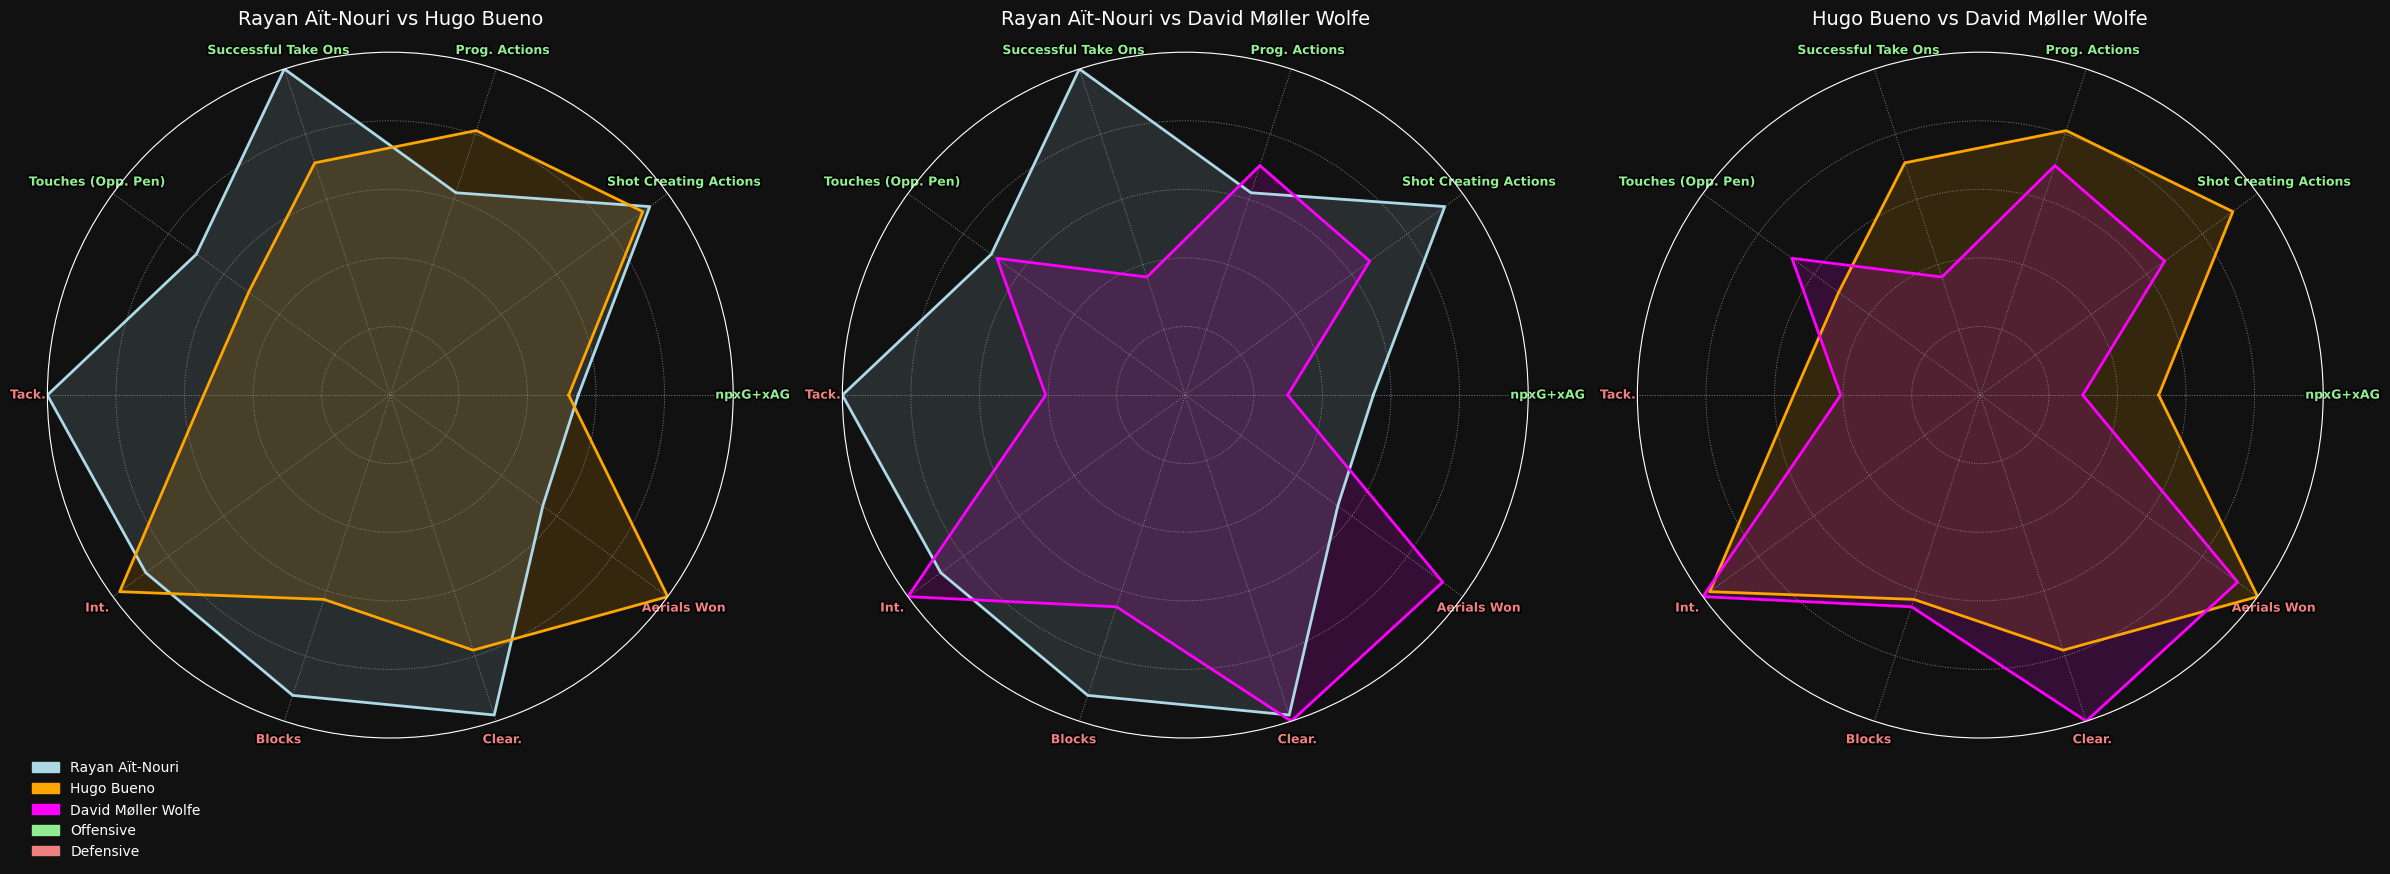 Rayan Aït-Nouri vs Hugo Bueno
Successful Take Ons
Prog. Actions
Touches (Opp. Pen)
Shot Creating Actions
Tack.
npxG+xAG
Int.
Aerials Won
Blocks
Clear.
Rayan Aït-Nouri vs David Møller Wolfe
Successful Take Ons
Prog. Actions
Touches (Opp. Pen)
Shot Creating Actions
Tack.
npxG+xAG
Int.
Aerials Won
Blocks
Clear.
Hugo Bueno vs David Møller Wolfe
Successful Take Ons
Prog. Actions
Touches (Opp. Pen)
Shot Creating Actions
Tack.
npxG+xAG
Int.
Aerials Won
Blocks
Clear.
Rayan Aït-Nouri
Hugo Bueno
David Møller Wolfe
Offensive
Defensive